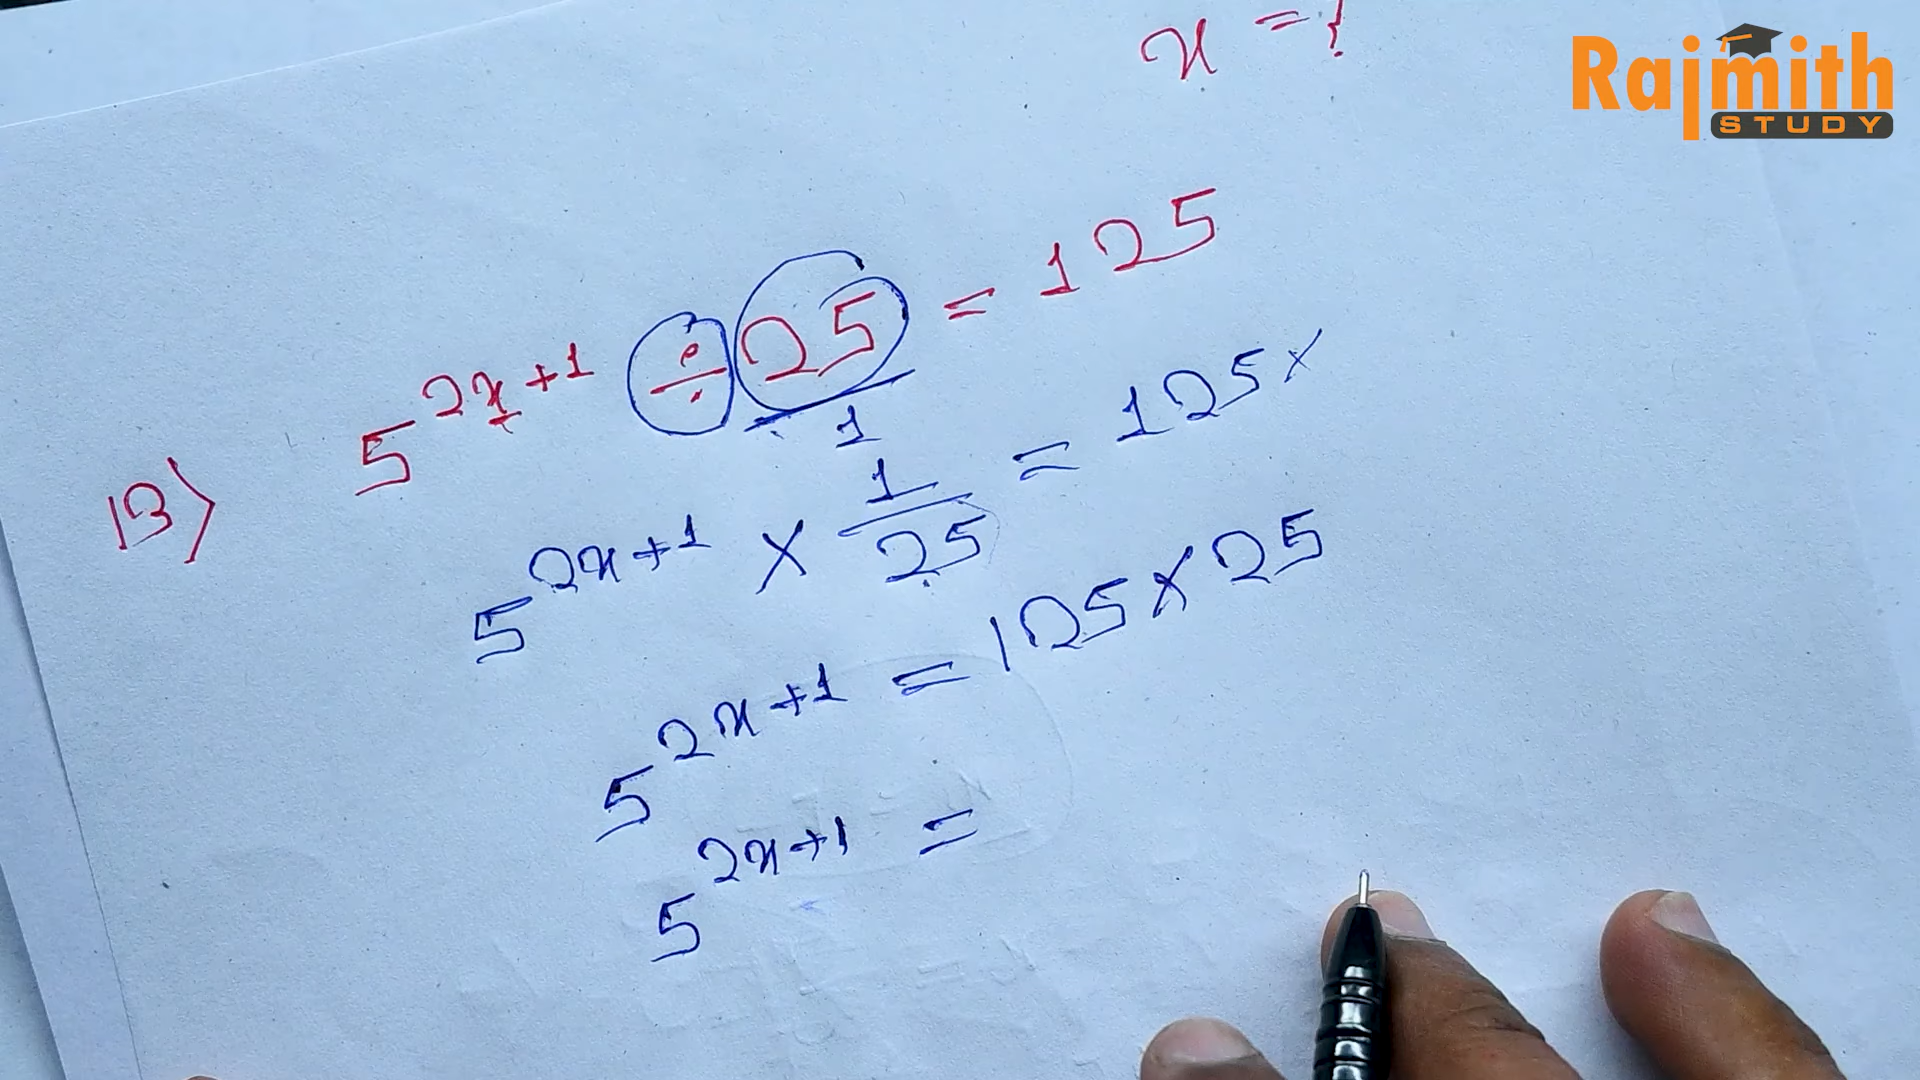 x = ?
Rajmith
STUDY
13) 5^{2x+1} ÷ 25/1 = 125
5^{2x+1} × 1/25 = 125 ×
5^{2x+1} = 125 × 25
5^{2x+1} =